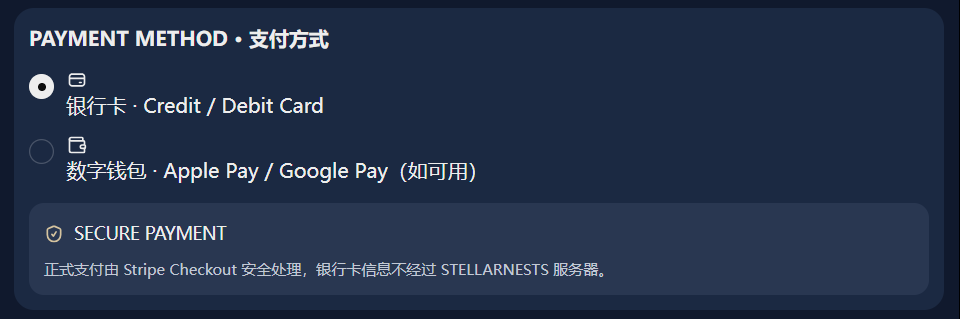 PAYMENT METHOD • 支付方式
银行卡 · Credit / Debit Card
数字钱包 · Apple Pay / Google Pay（如可用）
SECURE PAYMENT
正式支付由 Stripe Checkout 安全处理，银行卡信息不经过 STELLARNESTS 服务器。